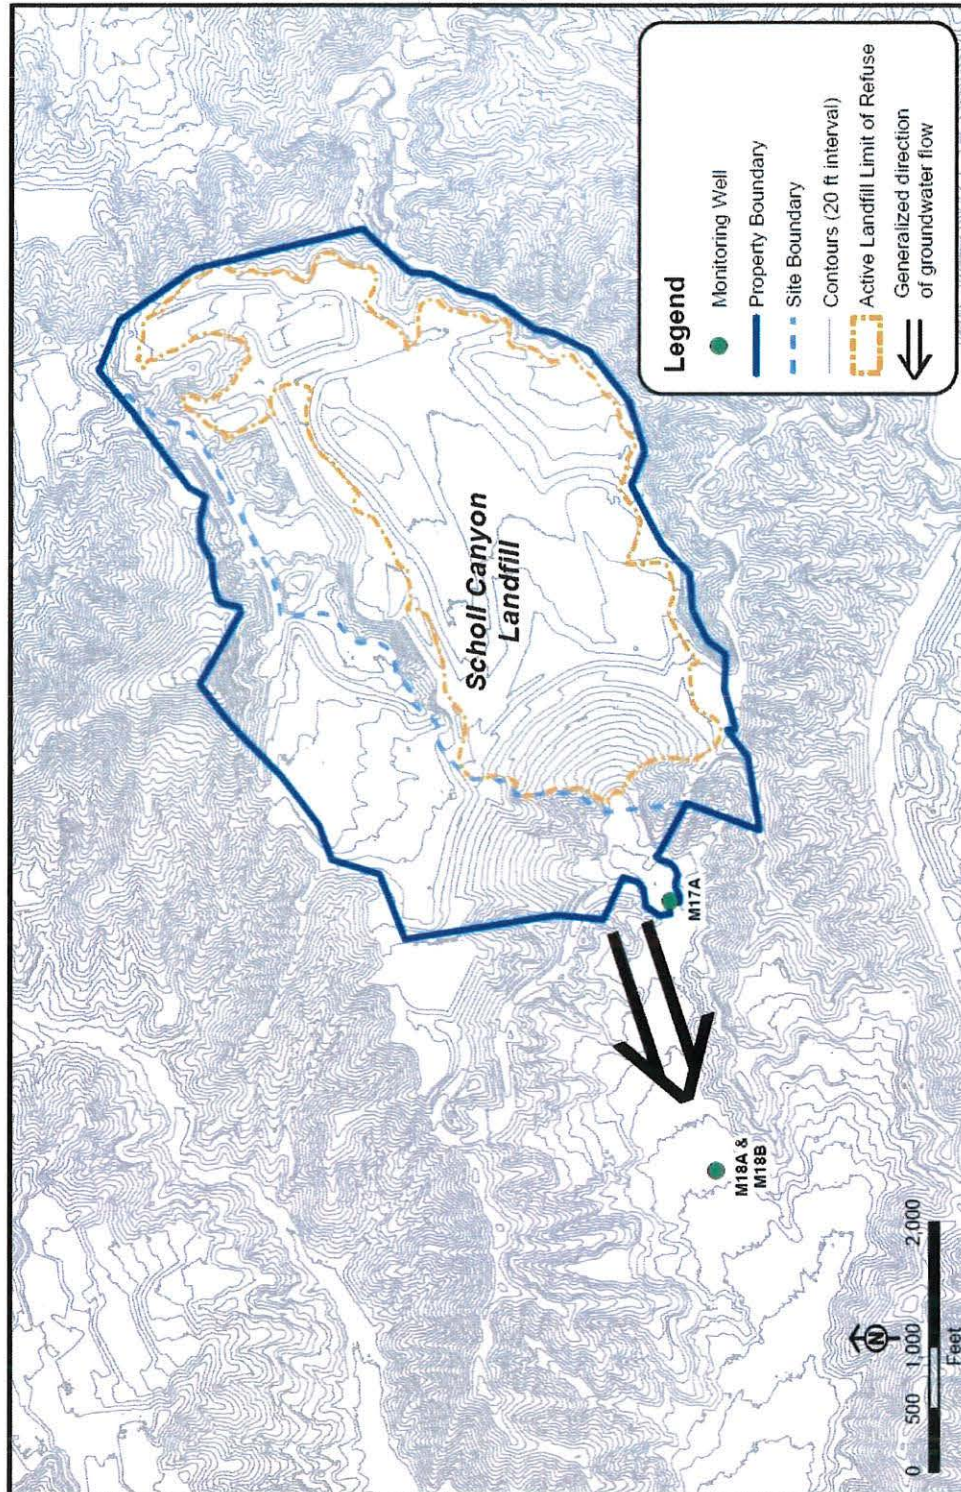 Scholl Canyon
Landfill
M17A
M18A &
M18B
N
0 500 1,000 2,000
Feet
Legend
Monitoring Well
Property Boundary
Site Boundary
Contours (20 ft interval)
Active Landfill Limit of Refuse
Generalized direction
of groundwater flow